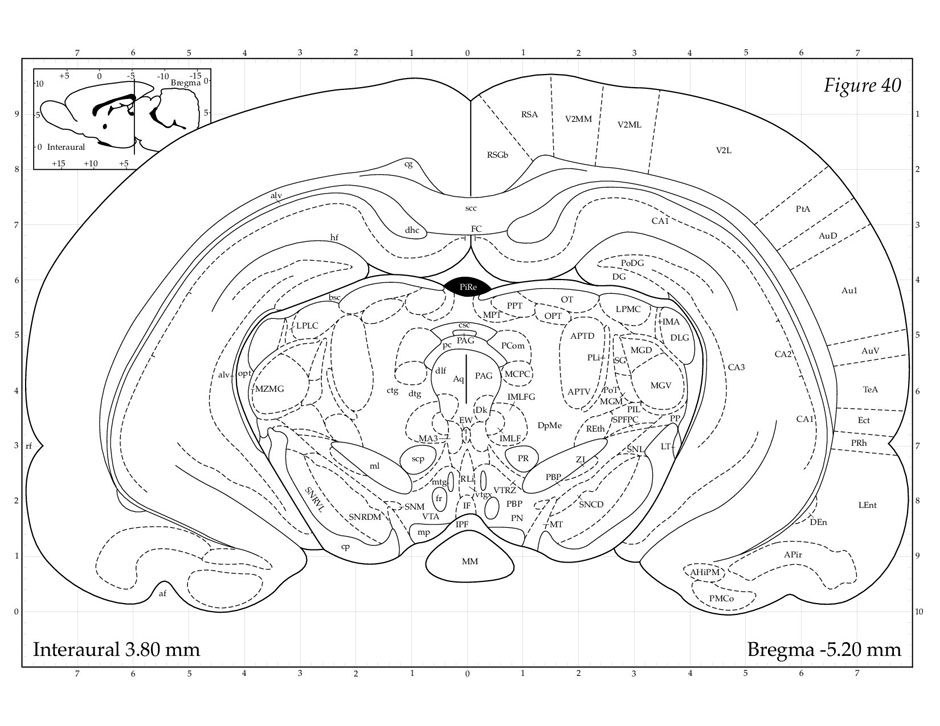 7 6 5 4 3 2 1 0 1 2 3 4 5 6 7
+5 0 -5 -10 -15
Bregma 0
10
5 5
0 Interaural
+15 +10 +5
Figure 40
9 1
RSA V2MM V2ML
RSGb V2L
8 2
cg
alv scc PtA
7 3
dhc FC CA1 AuD
hf
PoDG
6 DG 4
PiRe Au1
bsc PPT OT
MPT OPT LPMC
LPLC csc IMA
5 5
PAG APTD DLG
pc PCom MGD AuV
PLi SG CA2
dlf CA3
alv opt Aq PAG MCPC
4 MZMG ctg dtg APTV PoT MGV TeA 6
IMLFG MGM
Dk PIL
EW DpMe SPFPC PP CA1 Ect
MA3 IMLF REth
3 rf LT PRh 7
scp PR ZI SNL
ml
mtg RLi PBP
vtgx VTRZ
2 SNRVL fr 8
SNM IF PBP SNCD LEnt
SNRDM VTA IPF PN MT DEn
mp
1 cp MM APir 9
AHiPM
af PMCo
0 10
Interaural 3.80 mm Bregma -5.20 mm
7 6 5 4 3 2 1 0 1 2 3 4 5 6 7